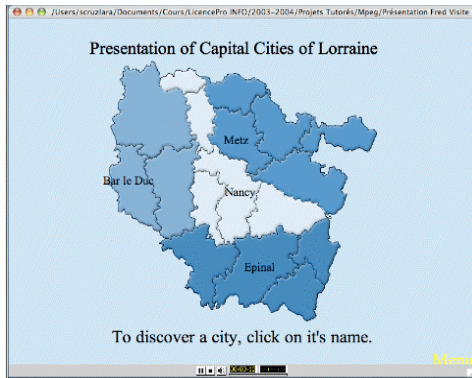 /Users/scruzlara/Documents/Cours/LicencePro INFO/2003-2004/Projets Tutorés/Mpeg/Présentation Fred Visite
Presentation of Capital Cities of Lorraine
Metz
Bar le Duc
Nancy
Epinal
To discover a city, click on it's name.
Menu